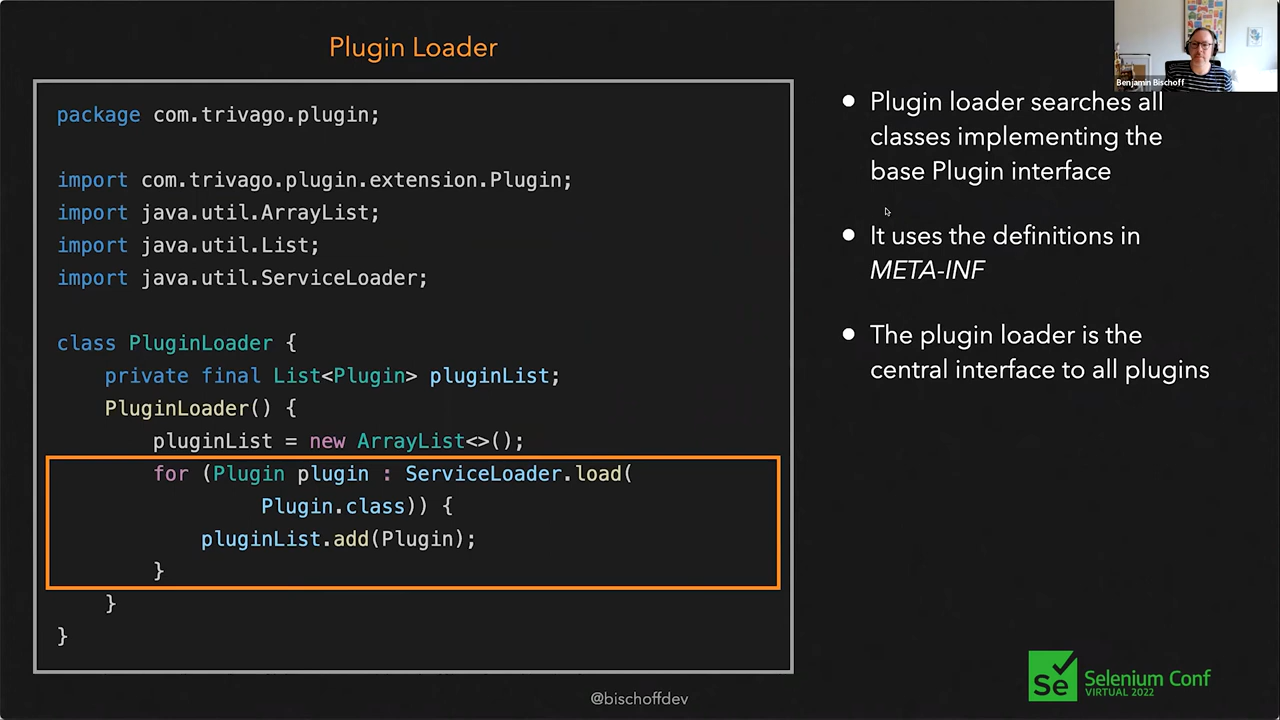 Plugin Loader
package com.trivago.plugin;
import com.trivago.plugin.extension.Plugin;
import java.util.ArrayList;
import java.util.List;
import java.util.ServiceLoader;
class PluginLoader {
private final List<Plugin> pluginList;
PluginLoader() {
pluginList = new ArrayList<>();
for (Plugin plugin : ServiceLoader.load(
Plugin.class)) {
pluginList.add(Plugin);
}
}
}
Benjamin Bischoff
• Plugin loader searches all
classes implementing the
base Plugin interface
• It uses the definitions in
META-INF
• The plugin loader is the
central interface to all plugins
Se Selenium Conf
VIRTUAL 2022
@bischoffdev